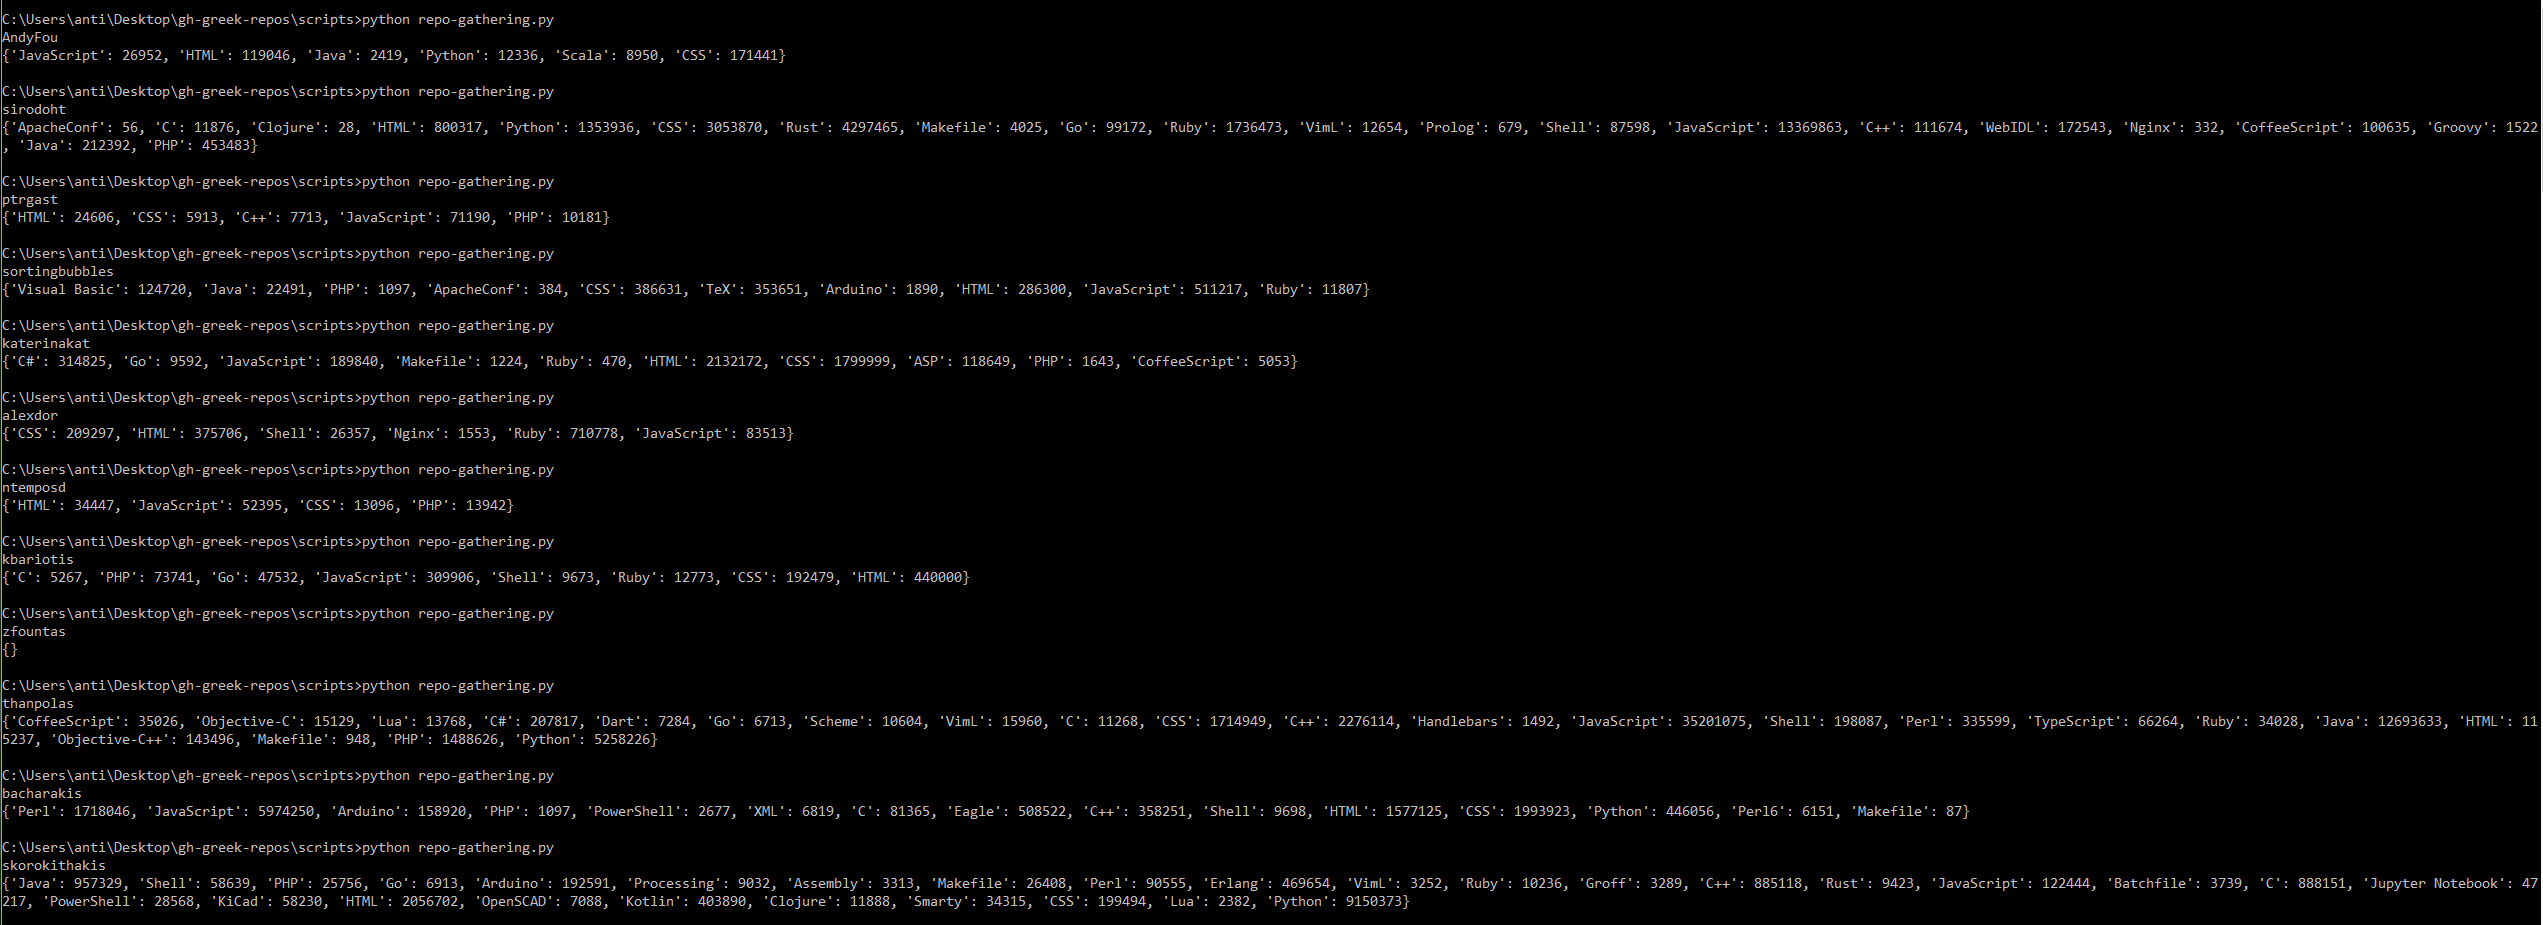 C:\Users\anti\Desktop\gh-greek-repos\scripts>python repo-gathering.py
AndyFou
{'JavaScript': 26952, 'HTML': 119046, 'Java': 2419, 'Python': 12336, 'Scala': 8950, 'CSS': 171441}
C:\Users\anti\Desktop\gh-greek-repos\scripts>python repo-gathering.py
sirodoht
{'ApacheConf': 56, 'C': 11876, 'Clojure': 28, 'HTML': 800317, 'Python': 1353936, 'CSS': 3053870, 'Rust': 4297465, 'Makefile': 4025, 'Go': 99172, 'Ruby': 1736473, 'VimL': 12654, 'Prolog': 679, 'Shell': 87598, 'JavaScript': 13369863, 'C++': 111674, 'WebIDL': 172543, 'Nginx': 332, 'CoffeeScript': 100635, 'Groovy': 1522
, 'Java': 212392, 'PHP': 453483}
C:\Users\anti\Desktop\gh-greek-repos\scripts>python repo-gathering.py
ptrgast
{'HTML': 24606, 'CSS': 5913, 'C++': 7713, 'JavaScript': 71190, 'PHP': 10181}
C:\Users\anti\Desktop\gh-greek-repos\scripts>python repo-gathering.py
sortingbubbles
{'Visual Basic': 124720, 'Java': 22491, 'PHP': 1097, 'ApacheConf': 384, 'CSS': 386631, 'TeX': 353651, 'Arduino': 1890, 'HTML': 286300, 'JavaScript': 511217, 'Ruby': 11807}
C:\Users\anti\Desktop\gh-greek-repos\scripts>python repo-gathering.py
katerinakat
{'C#': 314825, 'Go': 9592, 'JavaScript': 189840, 'Makefile': 1224, 'Ruby': 470, 'HTML': 2132172, 'CSS': 1799999, 'ASP': 118649, 'PHP': 1643, 'CoffeeScript': 5053}
C:\Users\anti\Desktop\gh-greek-repos\scripts>python repo-gathering.py
alexdor
{'CSS': 209297, 'HTML': 375706, 'Shell': 26357, 'Nginx': 1553, 'Ruby': 710778, 'JavaScript': 83513}
C:\Users\anti\Desktop\gh-greek-repos\scripts>python repo-gathering.py
ntemposd
{'HTML': 34447, 'JavaScript': 52395, 'CSS': 13096, 'PHP': 13942}
C:\Users\anti\Desktop\gh-greek-repos\scripts>python repo-gathering.py
kbariotis
{'C': 5267, 'PHP': 73741, 'Go': 47532, 'JavaScript': 309906, 'Shell': 9673, 'Ruby': 12773, 'CSS': 192479, 'HTML': 440000}
C:\Users\anti\Desktop\gh-greek-repos\scripts>python repo-gathering.py
zfountas
{}
C:\Users\anti\Desktop\gh-greek-repos\scripts>python repo-gathering.py
thanpolas
{'CoffeeScript': 35026, 'Objective-C': 15129, 'Lua': 13768, 'C#': 207817, 'Dart': 7284, 'Go': 6713, 'Scheme': 10604, 'VimL': 15960, 'C': 11268, 'CSS': 1714949, 'C++': 2276114, 'Handlebars': 1492, 'JavaScript': 35201075, 'Shell': 198087, 'Perl': 335599, 'TypeScript': 66264, 'Ruby': 34028, 'Java': 12693633, 'HTML': 11
5237, 'Objective-C++': 143496, 'Makefile': 948, 'PHP': 1488626, 'Python': 5258226}
C:\Users\anti\Desktop\gh-greek-repos\scripts>python repo-gathering.py
bacharakis
{'Perl': 1718046, 'JavaScript': 5974250, 'Arduino': 158920, 'PHP': 1097, 'PowerShell': 2677, 'XML': 6819, 'C': 81365, 'Eagle': 508522, 'C++': 358251, 'Shell': 9698, 'HTML': 1577125, 'CSS': 1993923, 'Python': 446056, 'Perl6': 6151, 'Makefile': 87}
C:\Users\anti\Desktop\gh-greek-repos\scripts>python repo-gathering.py
skorokithakis
{'Java': 957329, 'Shell': 58639, 'PHP': 25756, 'Go': 6913, 'Arduino': 192591, 'Processing': 9032, 'Assembly': 3313, 'Makefile': 26408, 'Perl': 90555, 'Erlang': 469654, 'VimL': 3252, 'Ruby': 10236, 'Groff': 3289, 'C++': 885118, 'Rust': 9423, 'JavaScript': 122444, 'Batchfile': 3739, 'C': 888151, 'Jupyter Notebook': 47
217, 'PowerShell': 28568, 'KiCad': 58230, 'HTML': 2056702, 'OpenSCAD': 7088, 'Kotlin': 403890, 'Clojure': 11888, 'Smarty': 34315, 'CSS': 199494, 'Lua': 2382, 'Python': 9150373}